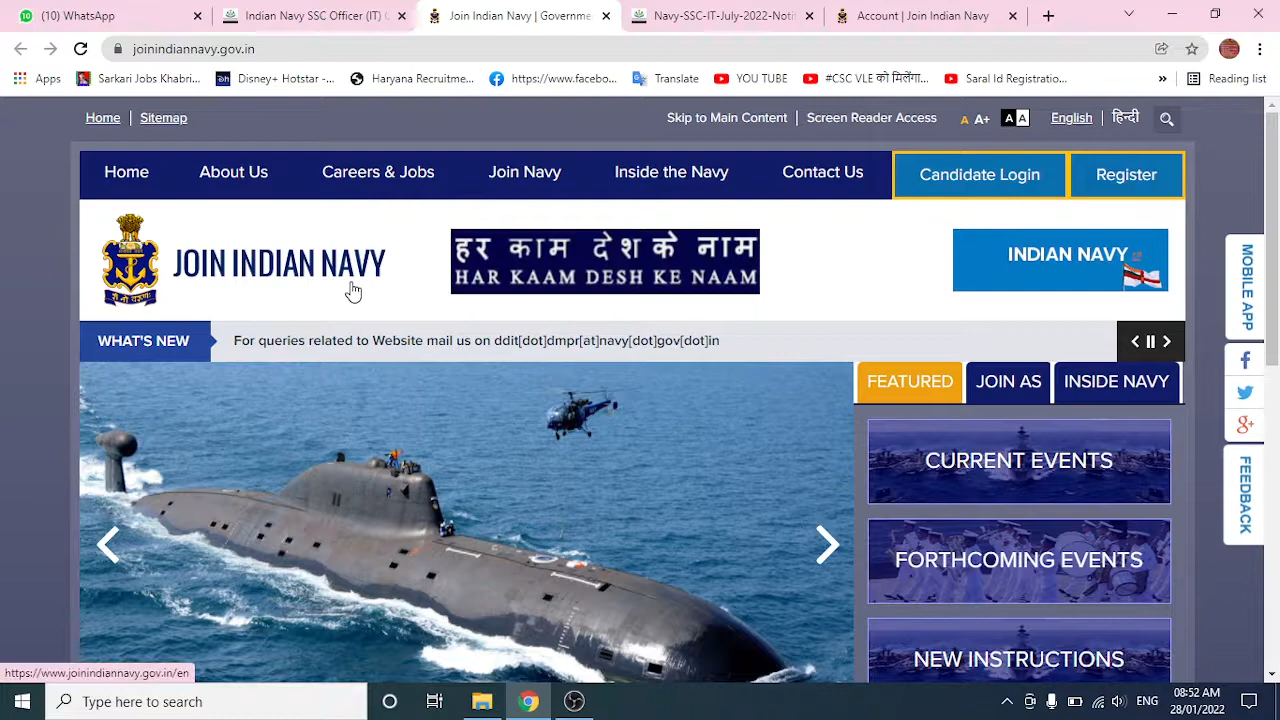 (10) WhatsApp
Indian Navy SSC Officer (IT) (
Join Indian Navy | Governme
Navy-SSC-IT-July-2022-Noti
Account / Join Indian Navy
joinindiannavy.gov.in
Apps
Sarkari Jobs Khabri...
Disney+ Hotstar -...
Haryana Recruitme...
https://www.facebo...
Translate
YOU TUBE
#CSC VLE को मिलेंगी...
Saral Id Registratio...
»
Reading list
Home | Sitemap
Skip to Main Content | Screen Reader Access
A A+
A A
English | हिन्दी
Home
About Us
Careers & Jobs
Join Navy
Inside the Navy
Contact Us
Candidate Login
Register
JOIN INDIAN NAVY
हर काम देश के नाम
HAR KAAM DESH KE NAAM
INDIAN NAVY
WHAT'S NEW
For queries related to Website mail us on ddit[dot]dmpr[at]navy[dot]gov[dot]in
FEATURED
JOIN AS
INSIDE NAVY
CURRENT EVENTS
FORTHCOMING EVENTS
NEW INSTRUCTIONS
MOBILE APP
FEEDBACK
https://www.joinindiannavy.gov.in/en
Type here to search
ENG
08:52 AM
28/01/2022